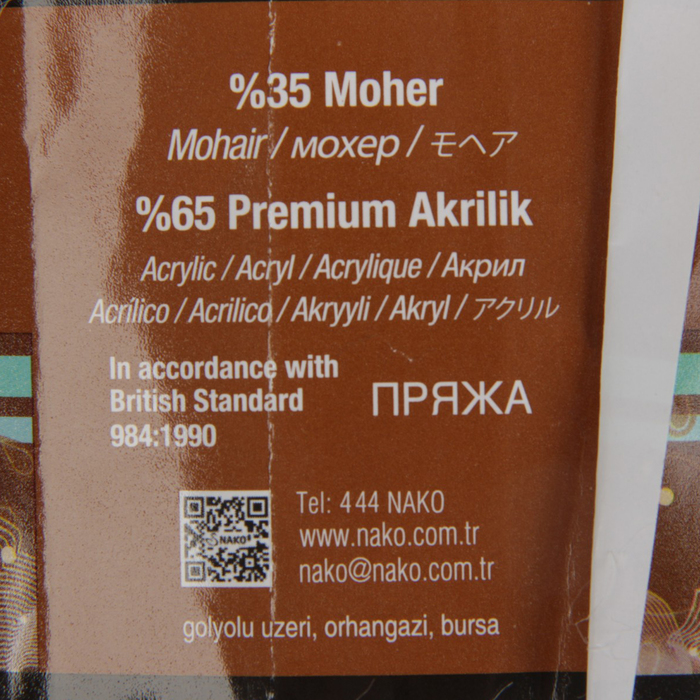 %35 Moher
Mohair / мохер / モヘア
%65 Premium Akrilik
Acrylic / Acryl / Acrylique / Акрил
Acrílico / Acrilico / Akryyli / Akryl / アクリル
In accordance with
British Standard
984:1990
ПРЯЖА
NAKO
Tel: 444 NAKO
www.nako.com.tr
nako@nako.com.tr
golyolu uzeri, orhangazi, bursa